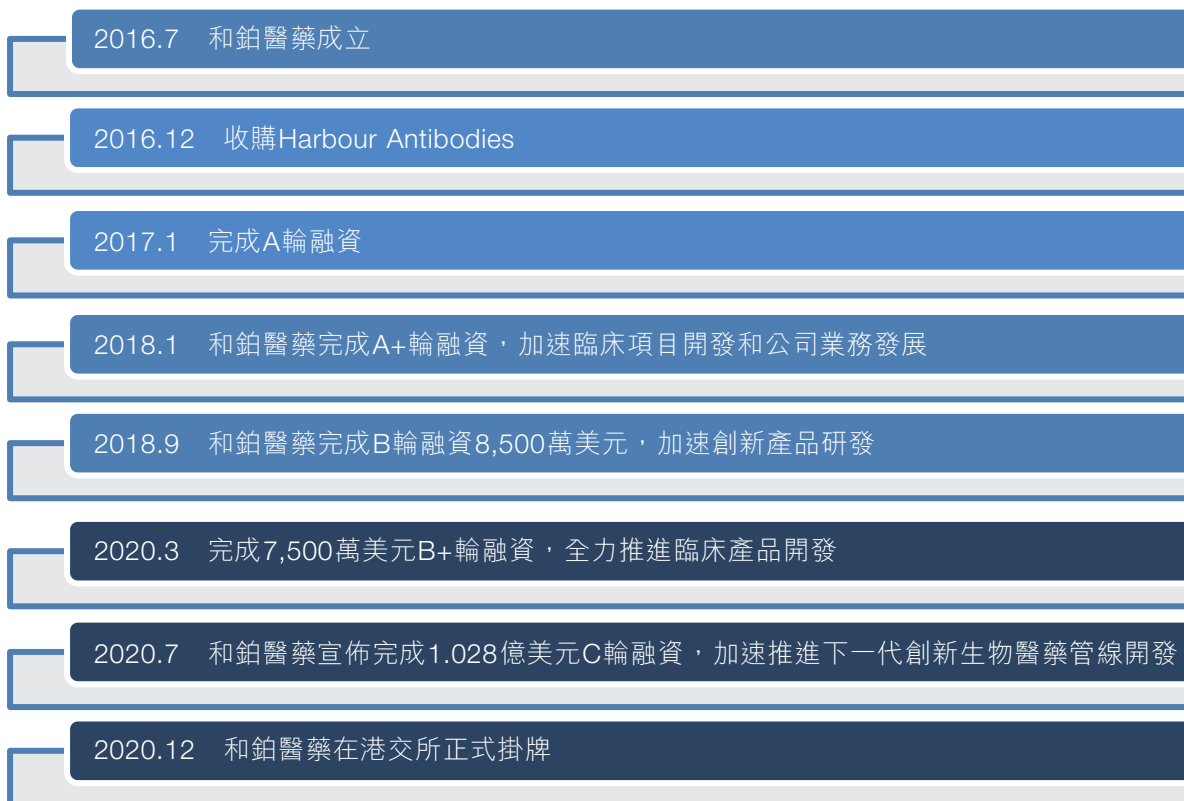 2016.7 和鉑醫藥成立
2016.12 收購Harbour Antibodies
2017.1 完成A輪融資
2018.1 和鉑醫藥完成A+輪融資，加速臨床項目開發和公司業務發展
2018.9 和鉑醫藥完成B輪融資8,500萬美元，加速創新產品研發
2020.3 完成7,500萬美元B+輪融資，全力推進臨床產品開發
2020.7 和鉑醫藥宣佈完成1.028億美元C輪融資，加速推進下一代創新生物醫藥管線開發
2020.12 和鉑醫藥在港交所正式掛牌